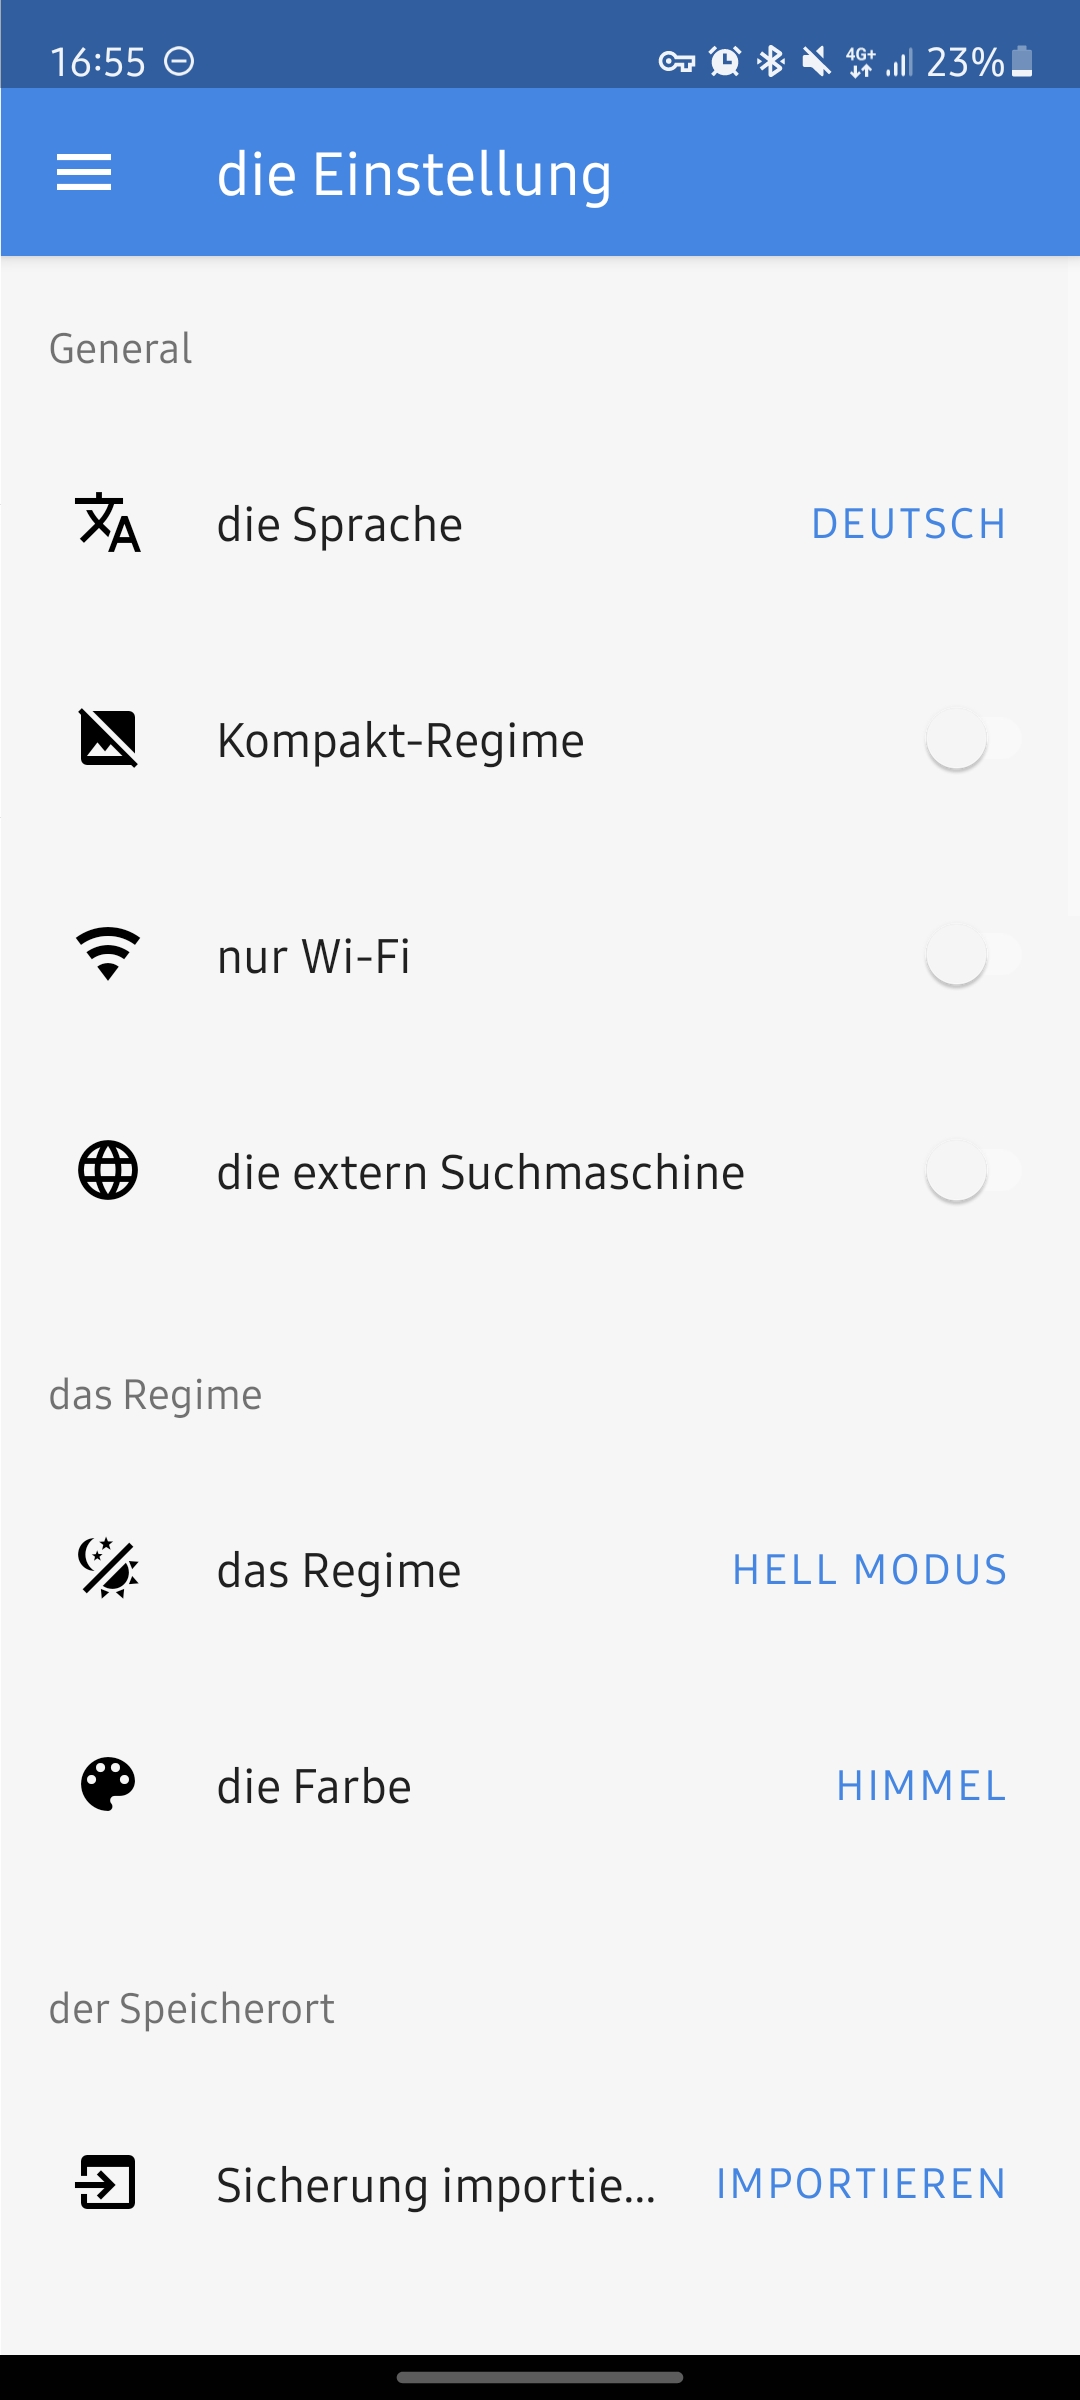 16:55
4G+ 23%
die Einstellung
General
die Sprache DEUTSCH
Kompakt-Regime
nur Wi-Fi
die extern Suchmaschine
das Regime
das Regime HELL MODUS
die Farbe HIMMEL
der Speicherort
Sicherung importie... IMPORTIEREN